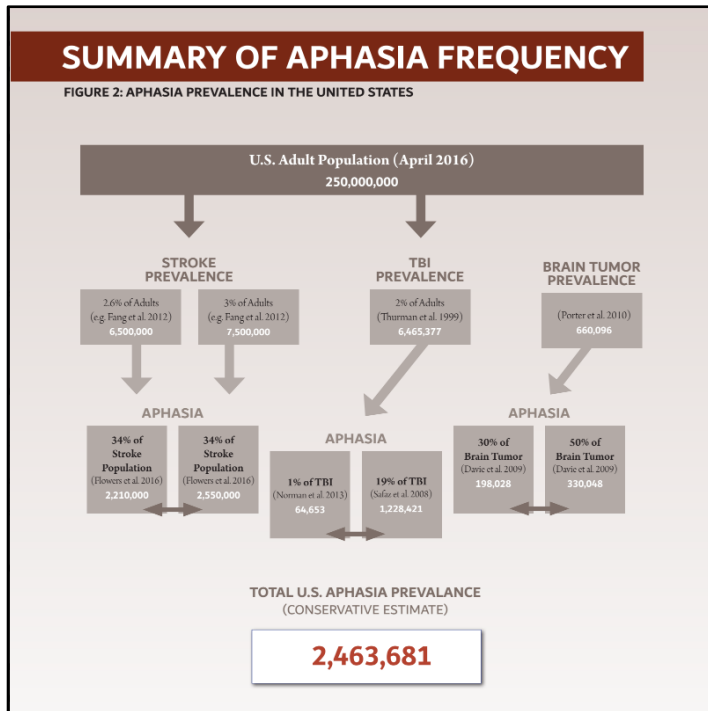 SUMMARY OF APHASIA FREQUENCY
FIGURE 2: APHASIA PREVALENCE IN THE UNITED STATES
U.S. Adult Population (April 2016)
250,000,000
STROKE
PREVALENCE
2.6% of Adults
(e.g. Fang et al. 2012)
6,500,000
3% of Adults
(e.g. Fang et al. 2012)
7,500,000
TBI
PREVALENCE
2% of Adults
(Thurman et al. 1999)
6,465,377
BRAIN TUMOR
PREVALENCE
(Porter et al. 2010)
660,096
APHASIA
34% of
Stroke
Population
(Flowers et al. 2016)
2,210,000
34% of
Stroke
Population
(Flowers et al. 2016)
2,550,000
APHASIA
1% of TBI
(Norman et al. 2013)
64,653
19% of TBI
(Safaz et al. 2008)
1,228,421
APHASIA
30% of
Brain Tumor
(Davie et al. 2009)
198,028
50% of
Brain Tumor
(Davie et al. 2009)
330,048
TOTAL U.S. APHASIA PREVALANCE
(CONSERVATIVE ESTIMATE)
2,463,681